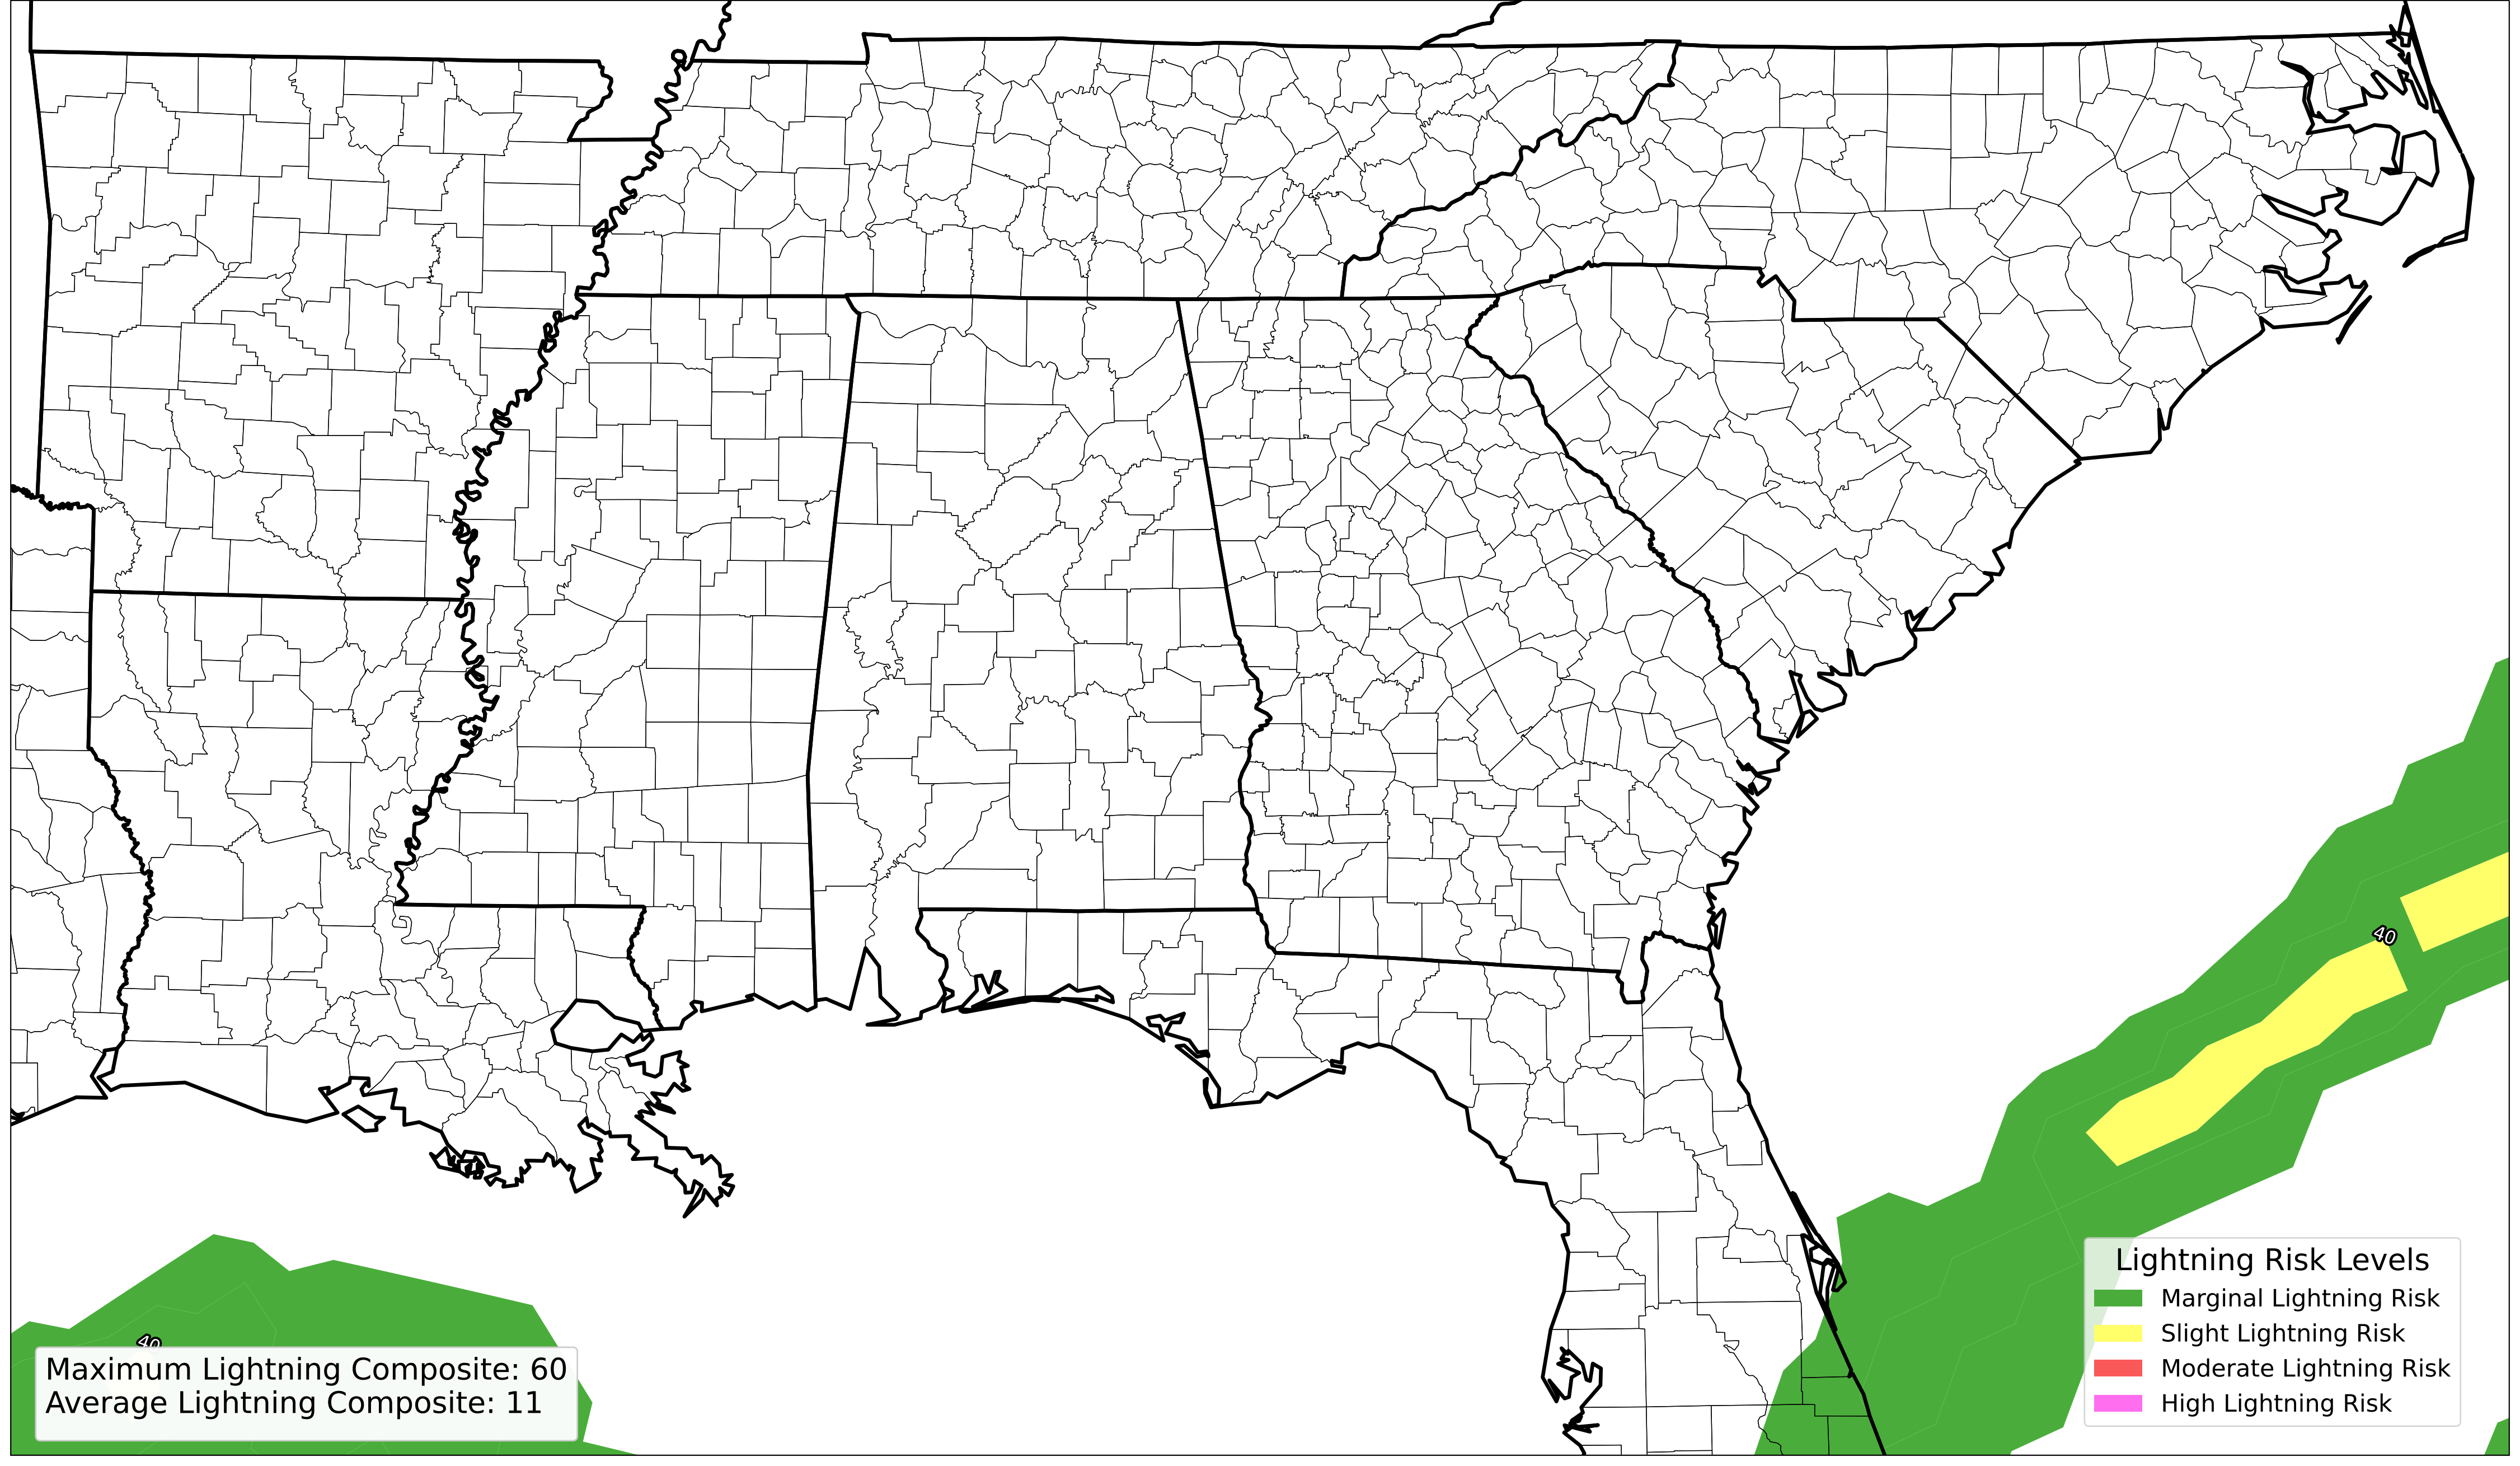 40
40
Maximum Lightning Composite: 60
Average Lightning Composite: 11
Lightning Risk Levels
Marginal Lightning Risk
Slight Lightning Risk
Moderate Lightning Risk
High Lightning Risk